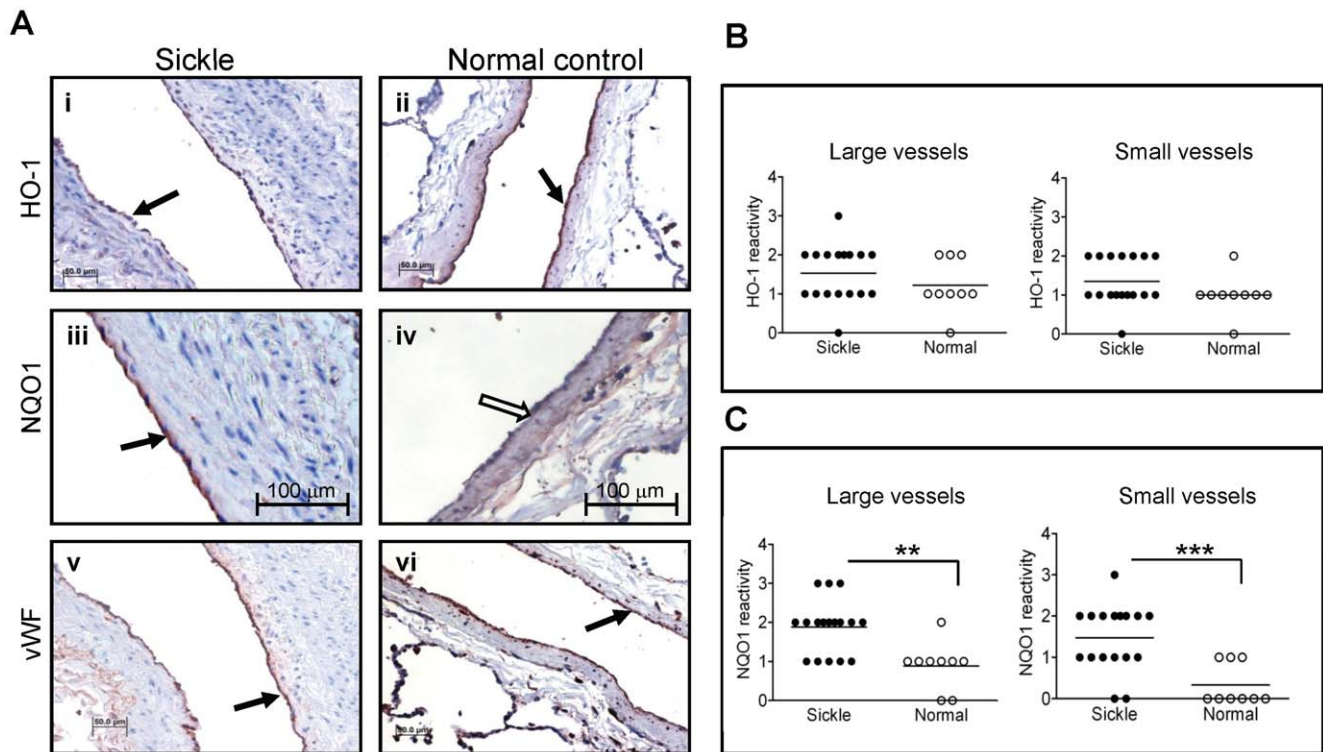 A
Sickle
Normal control
HO-1
i
50.0 µm
ii
50.0 µm
NQO1
iii
100 µm
iv
100 µm
vWF
v
50.0 µm
vi
50.0 µm
B
Large vessels
HO-1 reactivity
4
3
2
1
0
Sickle
Normal
Small vessels
HO-1 reactivity
4
3
2
1
0
Sickle
Normal
C
Large vessels
**
NQO1 reactivity
4
3
2
1
0
Sickle
Normal
Small vessels
***
NQO1 reactivity
4
3
2
1
0
Sickle
Normal